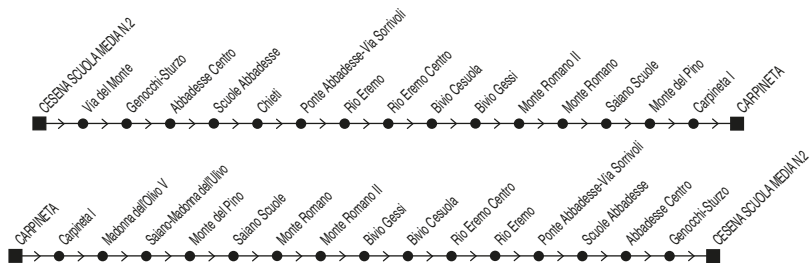 CESENA SCUOLA MEDIA N.2
Via del Monte
Genocchi-Sturzo
Abbadesse Centro
Scuole Abbadesse
Chieti
Ponte Abbadesse-Via Sorrivoli
Rio Eremo
Rio Eremo Centro
Bivio Cesuola
Bivio Gessi
Monte Romano II
Monte Romano
Saiano Scuole
Monte del Pino
Carpineta I
CARPINETA
CARPINETA
Carpineta I
Madonna dell'Olivo V
Saiano-Madonna dell'Ulivo
Monte del Pino
Saiano Scuole
Monte Romano
Monte Romano II
Bivio Gessi
Bivio Cesuola
Rio Eremo Centro
Rio Eremo
Ponte Abbadesse-Via Sorrivoli
Scuole Abbadesse
Abbadesse Centro
Genocchi-Sturzo
CESENA SCUOLA MEDIA N.2